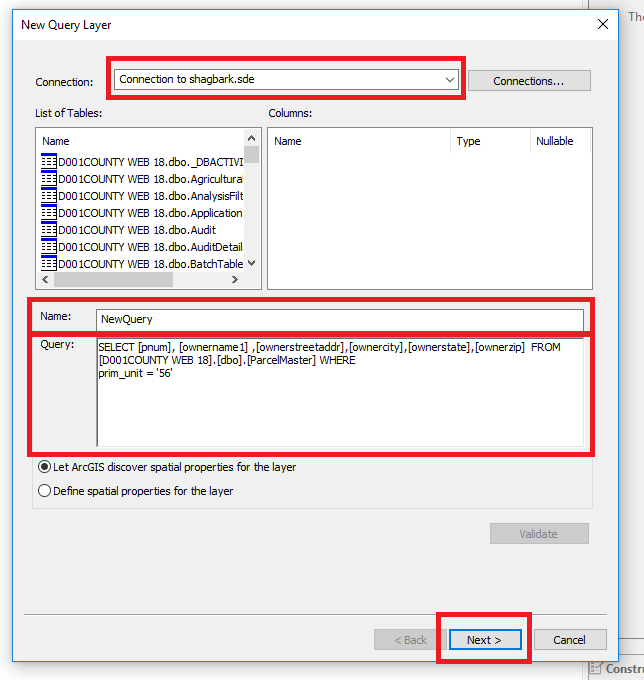 The
New Query Layer
Connection:
Connection to shagbark.sde
Connections...
List of Tables:
Columns:
Name
Name
Type
Nullable
D001COUNTY WEB 18.dbo._DBACTIVI
D001COUNTY WEB 18.dbo.Agricultural
D001COUNTY WEB 18.dbo.AnalysisFilt
D001COUNTY WEB 18.dbo.Application
D001COUNTY WEB 18.dbo.Audit
D001COUNTY WEB 18.dbo.AuditDetail
D001COUNTY WEB 18.dbo.BatchTable
Name:
NewQuery
Query:
SELECT [pnum], [ownername1] ,[ownerstreetaddr],[ownercity],[ownerstate],[ownerzip]  FROM
[D001COUNTY WEB 18].[dbo].[ParcelMaster] WHERE
prim_unit = '56'
Let ArcGIS discover spatial properties for the layer
Define spatial properties for the layer
Validate
< Back
Next >
Cancel
Constru